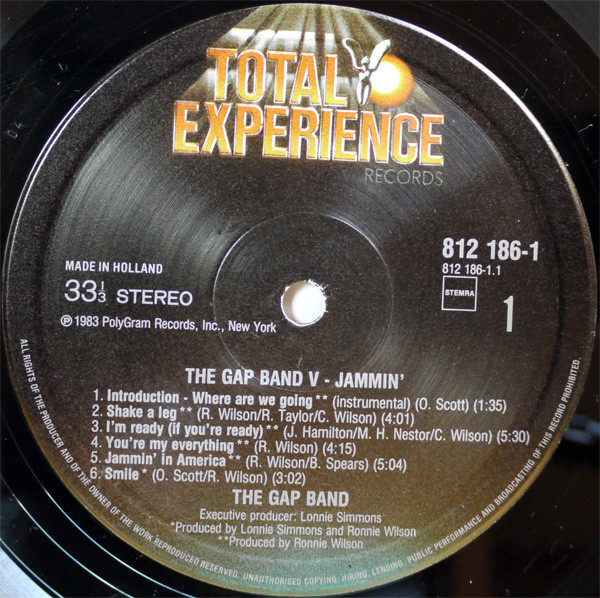 TOTAL
EXPERIENCE
RECORDS
812 186-1
812 186-1.1
STEMRA
1
MADE IN HOLLAND
33 1/3 STEREO
℗ 1983 PolyGram Records, Inc., New York
THE GAP BAND V - JAMMIN'
1. Introduction - Where are we going ** (instrumental) (O. Scott) (1:35)
2. Shake a leg ** (R. Wilson/R. Taylor/C. Wilson) (4:01)
3. I'm ready (if you're ready) ** (J. Hamilton/M. H. Nestor/C. Wilson) (5:30)
4. You're my everything ** (R. Wilson) (4:15)
5. Jammin' in America ** (R. Wilson/B. Spears) (5:04)
6. Smile * (O. Scott/R. Wilson) (3:02)
THE GAP BAND
Executive producer: Lonnie Simmons
*Produced by Lonnie Simmons and Ronnie Wilson
**Produced by Ronnie Wilson
ALL RIGHTS OF THE PRODUCER AND OF THE OWNER OF THE WORK REPRODUCED RESERVED. UNAUTHORISED COPYING, HIRING, LENDING, PUBLIC PERFORMANCE AND BROADCASTING OF THIS RECORD PROHIBITED.